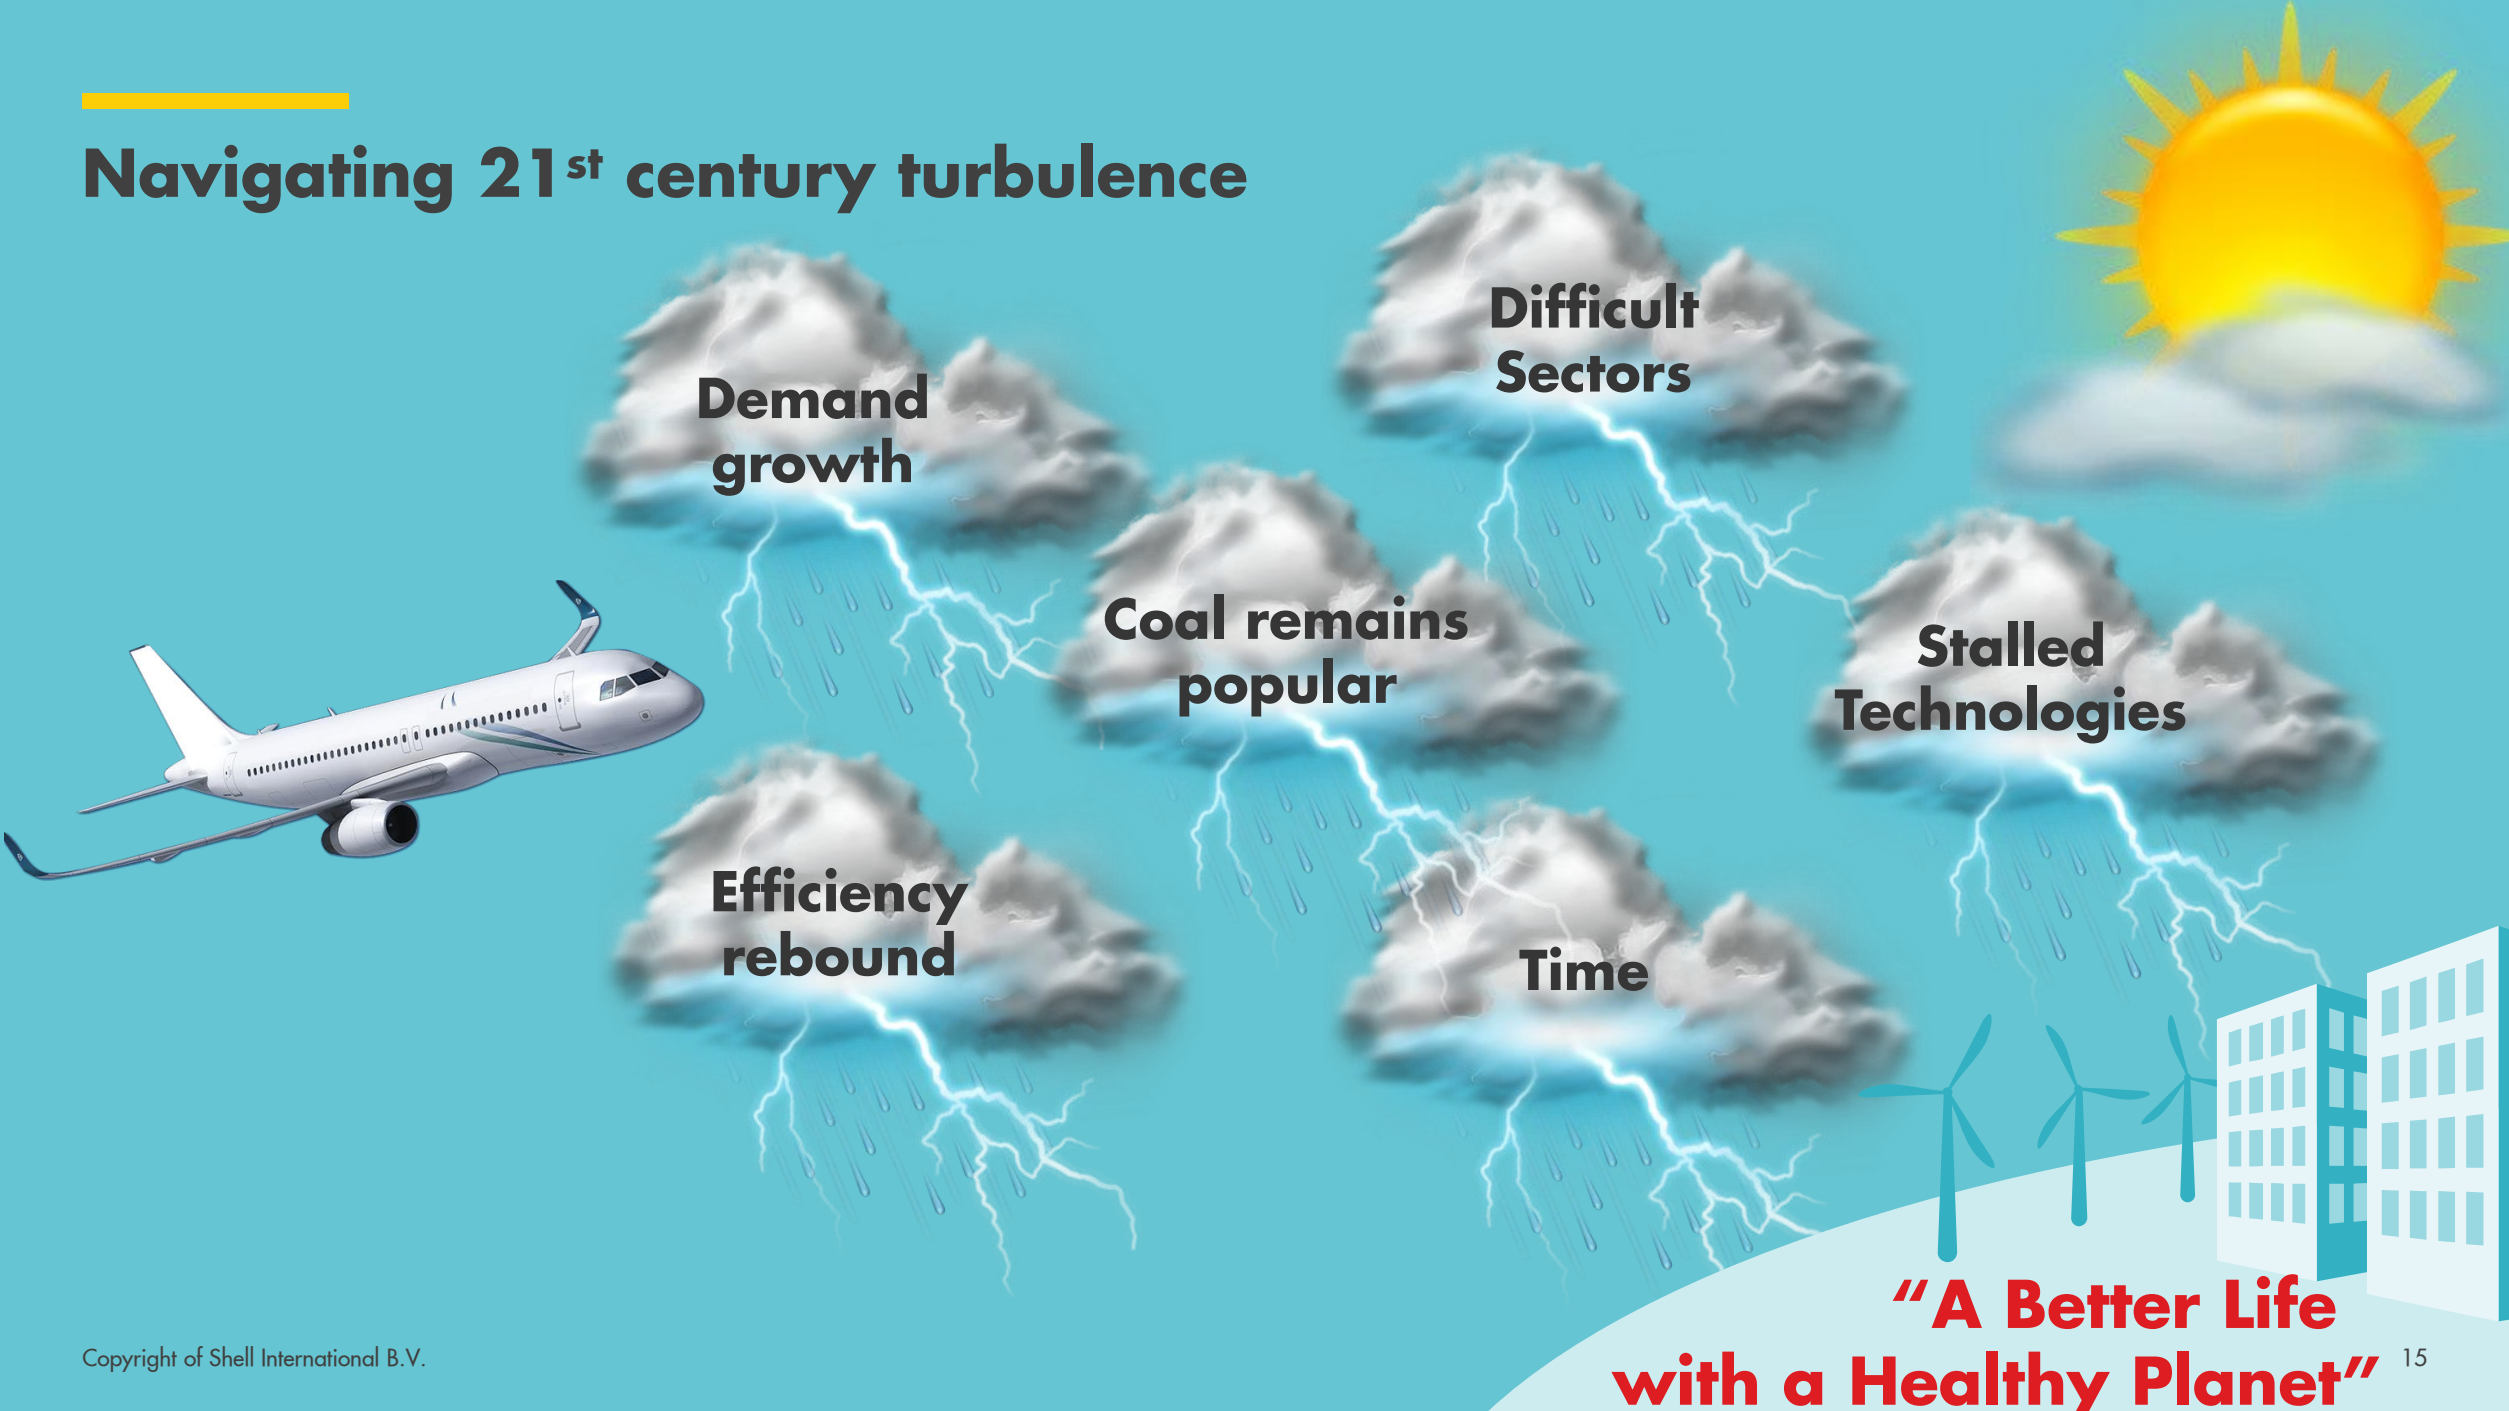 Navigating 21st century turbulence
Demand
growth
Difficult
Sectors
Coal remains
popular
Stalled
Technologies
Efficiency
rebound
Time
“A Better Life
with a Healthy Planet”
Copyright of Shell International B.V.
15